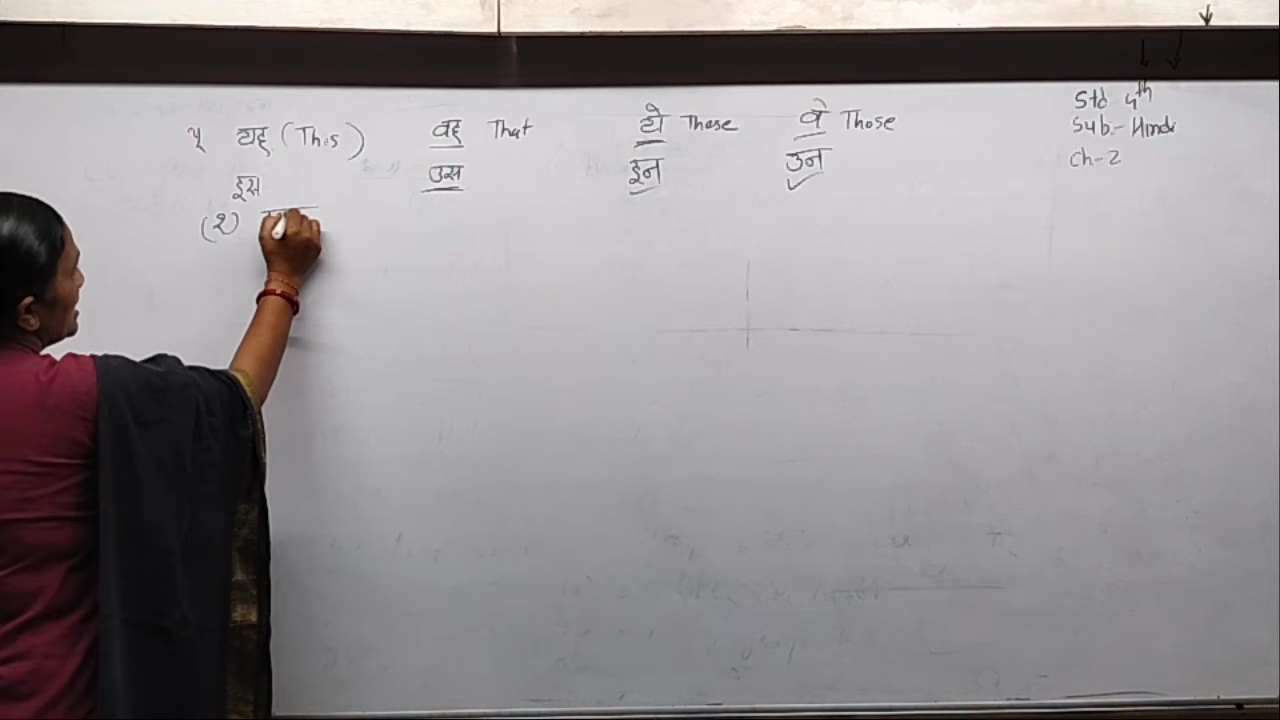 १ यह (This) वह That ये These वे Those
इस उस इन उन
(२)
Std 4th
Sub:- Hindi
Ch-2